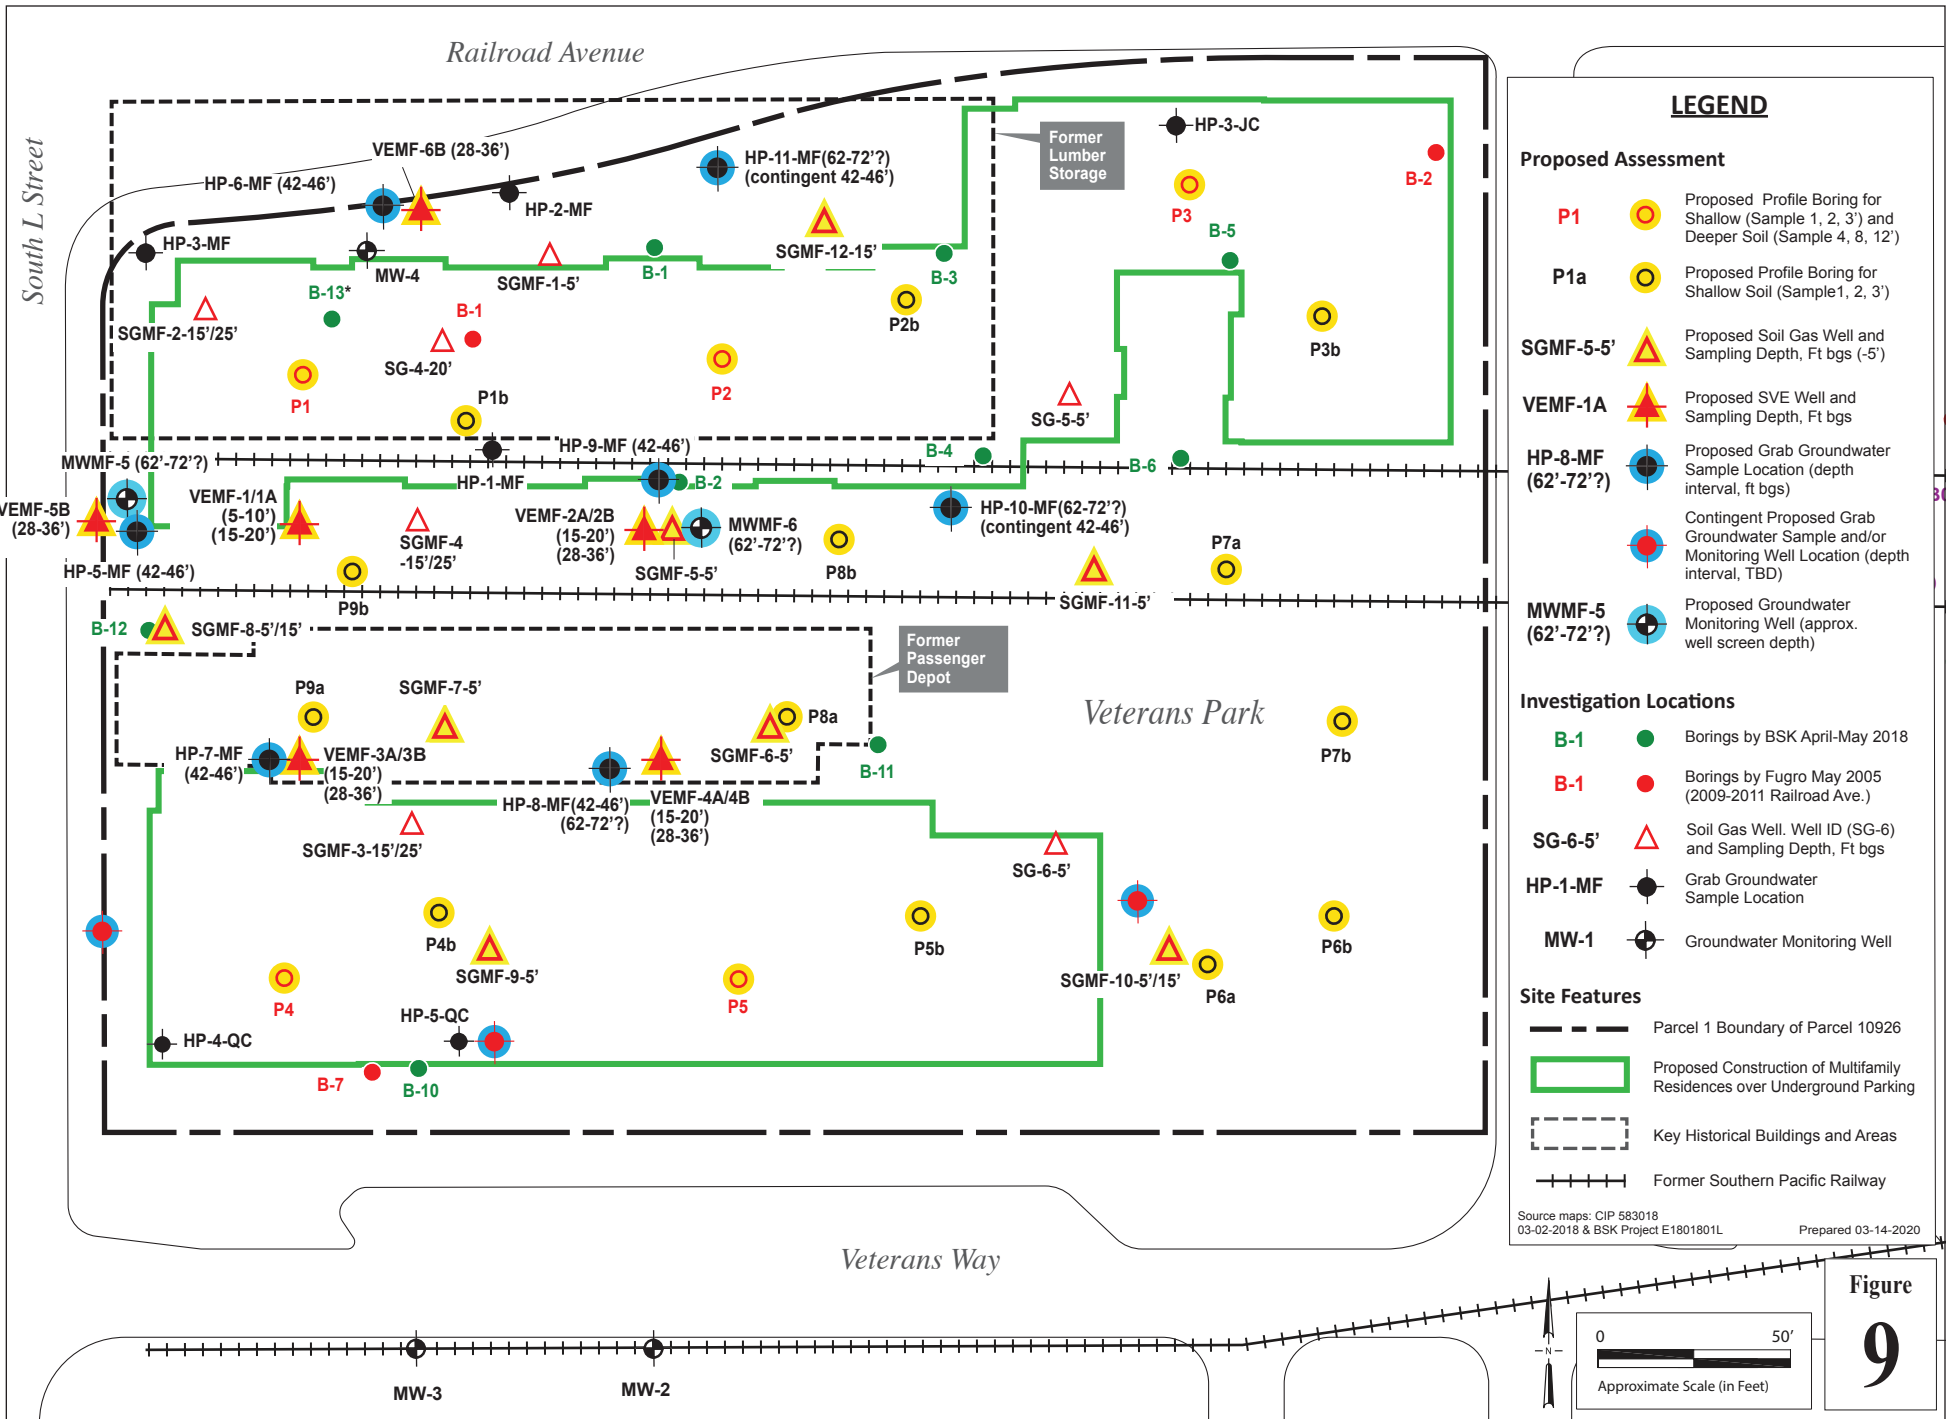 Railroad Avenue
South L Street
VEMF-6B (28-36’)
HP-6-MF (42-46’)
HP-2-MF
HP-11-MF(62-72’?)
(contingent 42-46’)
Former
Lumber
Storage
HP-3-JC
B-2
P3
B-5
HP-3-MF
MW-4
SGMF-1-5’
B-1
SGMF-12-15’
B-3
B-13*
SGMF-2-15’/25’
B-1
SG-4-20’
P2b
P3b
P1
P1b
P2
SG-5-5’
HP-9-MF (42-46’)
B-4
B-6
MWMF-5 (62’-72’?)
HP-1-MF
B-2
VEMF-5B
(28-36’)
VEMF-1/1A
(5-10’)
(15-20’)
SGMF-4
-15’/25’
VEMF-2A/2B
(15-20’)
(28-36’)
MWMF-6
(62’-72’?)
HP-10-MF(62-72’?)
(contingent 42-46’)
HP-5-MF (42-46’)
P9b
SGMF-5-5’
P8b
P7a
SGMF-11-5’
B-12
SGMF-8-5’/15’
Former
Passenger
Depot
P9a
SGMF-7-5’
P8a
SGMF-6-5’
Veterans Park
P7b
B-11
HP-7-MF
(42-46’)
VEMF-3A/3B
(15-20’)
(28-36’)
HP-8-MF(42-46’)
(62-72’?)
VEMF-4A/4B
(15-20’)
(28-36’)
SGMF-3-15’/25’
SG-6-5’
P4b
SGMF-9-5’
P5b
P6b
SGMF-10-5’/15’
P6a
P4
P5
HP-4-QC
HP-5-QC
B-7
B-10
Veterans Way
MW-3
MW-2
LEGEND
Proposed Assessment
P1
Proposed Profile Boring for
Shallow (Sample 1, 2, 3’) and
Deeper Soil (Sample 4, 8, 12’)
P1a
Proposed Profile Boring for
Shallow Soil (Sample1, 2, 3’)
SGMF-5-5’
Proposed Soil Gas Well and
Sampling Depth, Ft bgs (-5’)
VEMF-1A
Proposed SVE Well and
Sampling Depth, Ft bgs
HP-8-MF
(62’-72’?)
Proposed Grab Groundwater
Sample Location (depth
interval, ft bgs)
Contingent Proposed Grab
Groundwater Sample and/or
Monitoring Well Location (depth
interval, TBD)
MWMF-5
(62’-72’?)
Proposed Groundwater
Monitoring Well (approx.
well screen depth)
Investigation Locations
B-1
Borings by BSK April-May 2018
B-1
Borings by Fugro May 2005
(2009-2011 Railroad Ave.)
SG-6-5’
Soil Gas Well. Well ID (SG-6)
and Sampling Depth, Ft bgs
HP-1-MF
Grab Groundwater
Sample Location
MW-1
Groundwater Monitoring Well
Site Features
Parcel 1 Boundary of Parcel 10926
Proposed Construction of Multifamily
Residences over Underground Parking
Key Historical Buildings and Areas
Former Southern Pacific Railway
Source maps: CIP 583018
03-02-2018 & BSK Project E1801801L
Prepared 03-14-2020
N
0 50’
Approximate Scale (in Feet)
Figure
9